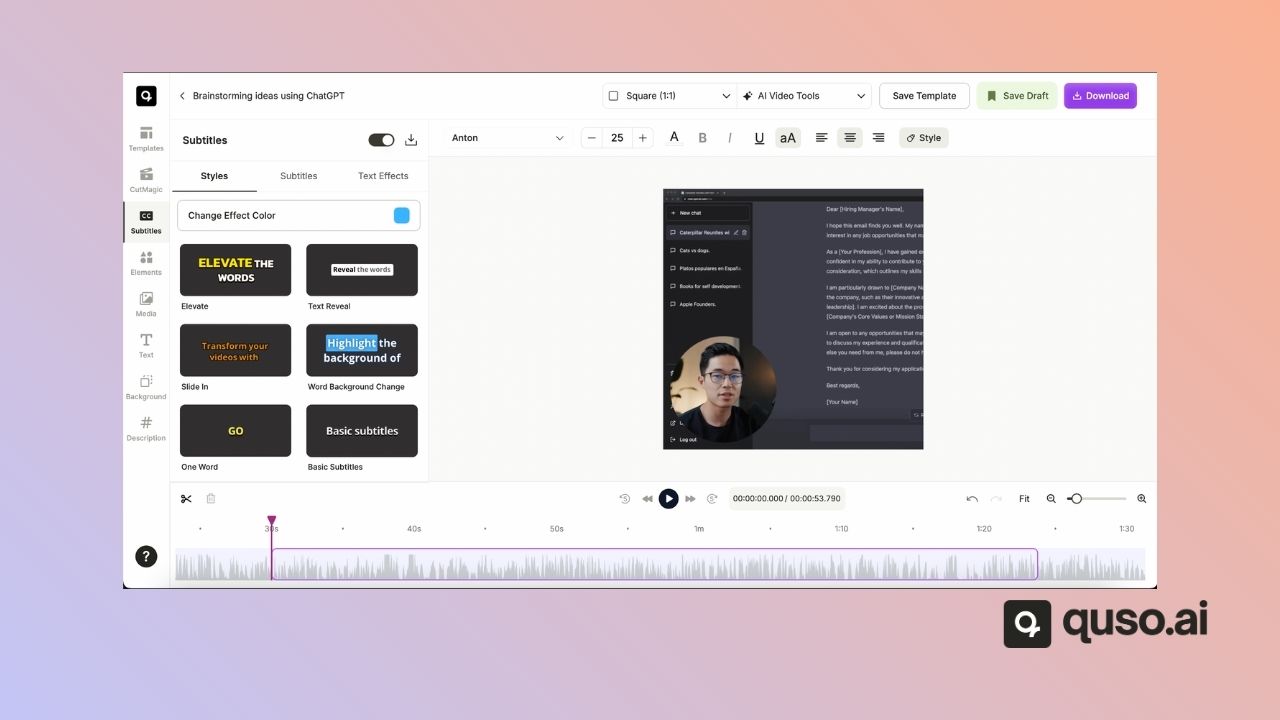 Brainstorming ideas using ChatGPT
Square (1:1)
AI Video Tools
Save Template
Save Draft
Download
Templates
CutMagic
CC
Subtitles
Elements
Media
Text
Background
Description
?
Subtitles
Styles
Subtitles
Text Effects
Change Effect Color
ELEVATE THE
WORDS
Elevate
Reveal the words
Text Reveal
Transform your
videos with
Slide In
Highlight the
background of
Word Background Change
GO
One Word
Basic subtitles
Basic Subtitles
Anton
25
A
B
I
U
aA
Style
New chat
Caterpillar Reunites wi
Cats vs dogs.
Platos populares en Españ
Books for self development.
Apple Founders.
Log out
Dear [Hiring Manager's Name],
I hope this email finds you well. My nam
interest in any job opportunities that m
As a [Your Profession], I have gained e
confident in my ability to contribute to
consideration, which outlines my skills
I am particularly drawn to [Company N
the company, such as their innovative a
leadership]. I am excited about the pro
[Company's Core Values or Mission Sta
I am open to any opportunities that ma
to discuss my experience and qualifica
else you need from me, please do not h
Thank you for considering my applicati
Best regards,
[Your Name]
00:00:00.000 / 00:00:53.790
Fit
30s
40s
50s
1m
1:10
1:20
1:30
quso.ai